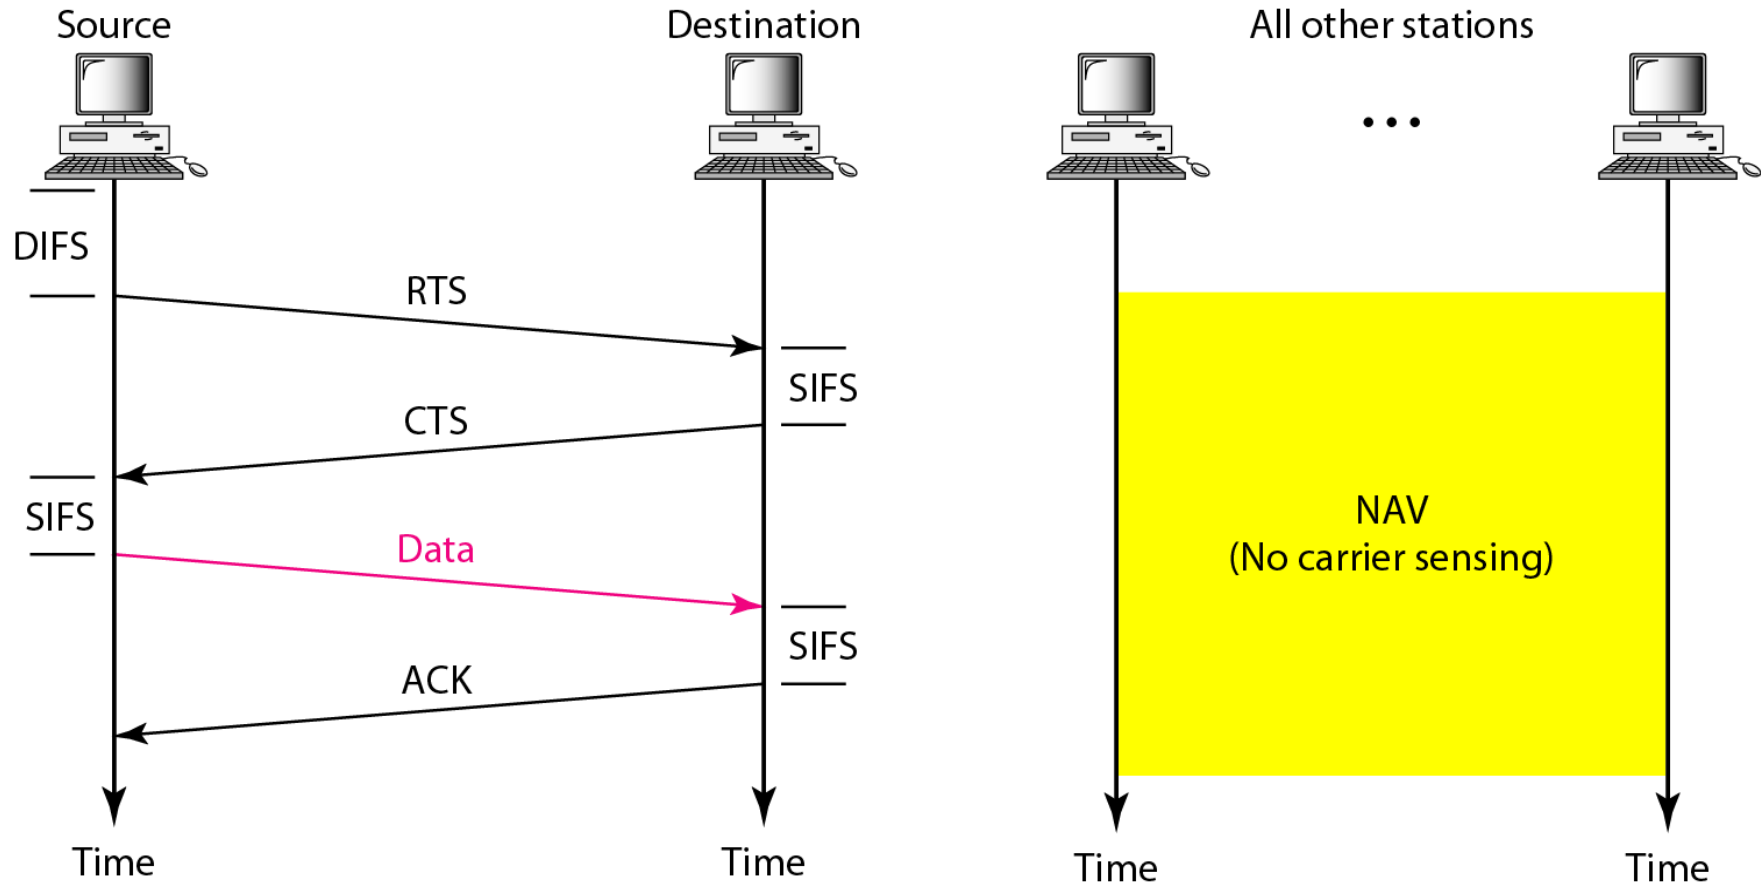 Source
Destination
All other stations
...
DIFS
RTS
SIFS
CTS
SIFS
Data
SIFS
ACK
NAV
(No carrier sensing)
Time
Time
Time
Time